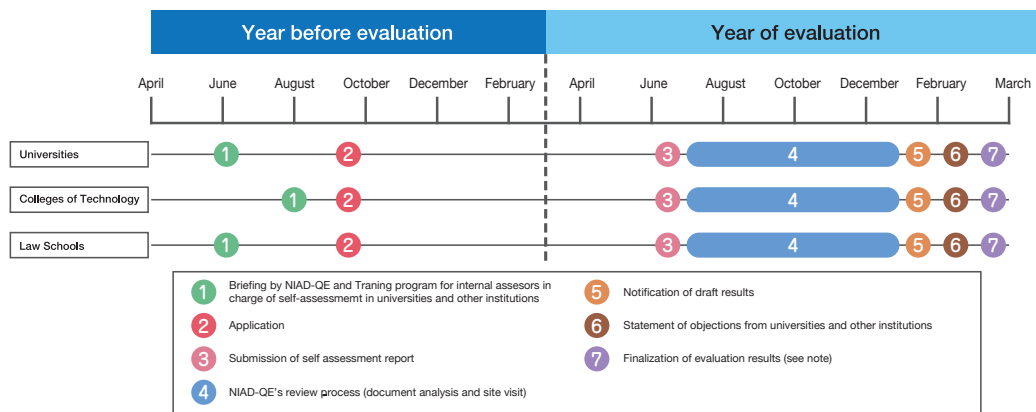 Year before evaluation
Year of evaluation
April June August October December February April June August October December February March
Universities 1 2 3 4 5 6 7
Colleges of Technology 1 2 3 4 5 6 7
Law Schools 1 2 3 4 5 6 7
1 Briefing by NIAD-QE and Traning program for internal assesors in
charge of self-assessment in universities and other institutions
2 Application
3 Submission of self assessment report
4 NIAD-QE's review process (document analysis and site visit)
5 Notification of draft results
6 Statement of objections from universities and other institutions
7 Finalization of evaluation results (see note)